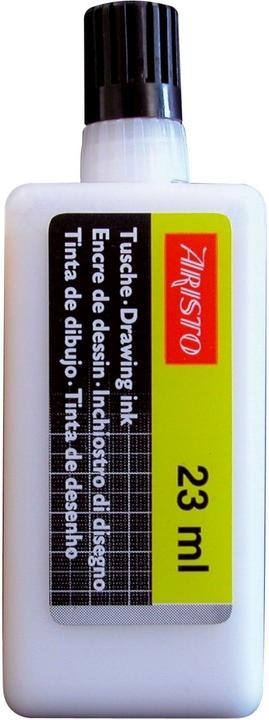 ARISTO
23 ml
Tusche · Drawing ink
Encre de dessin · Inchiostro di disegno
Tinta de dibujo · Tinta de desenho